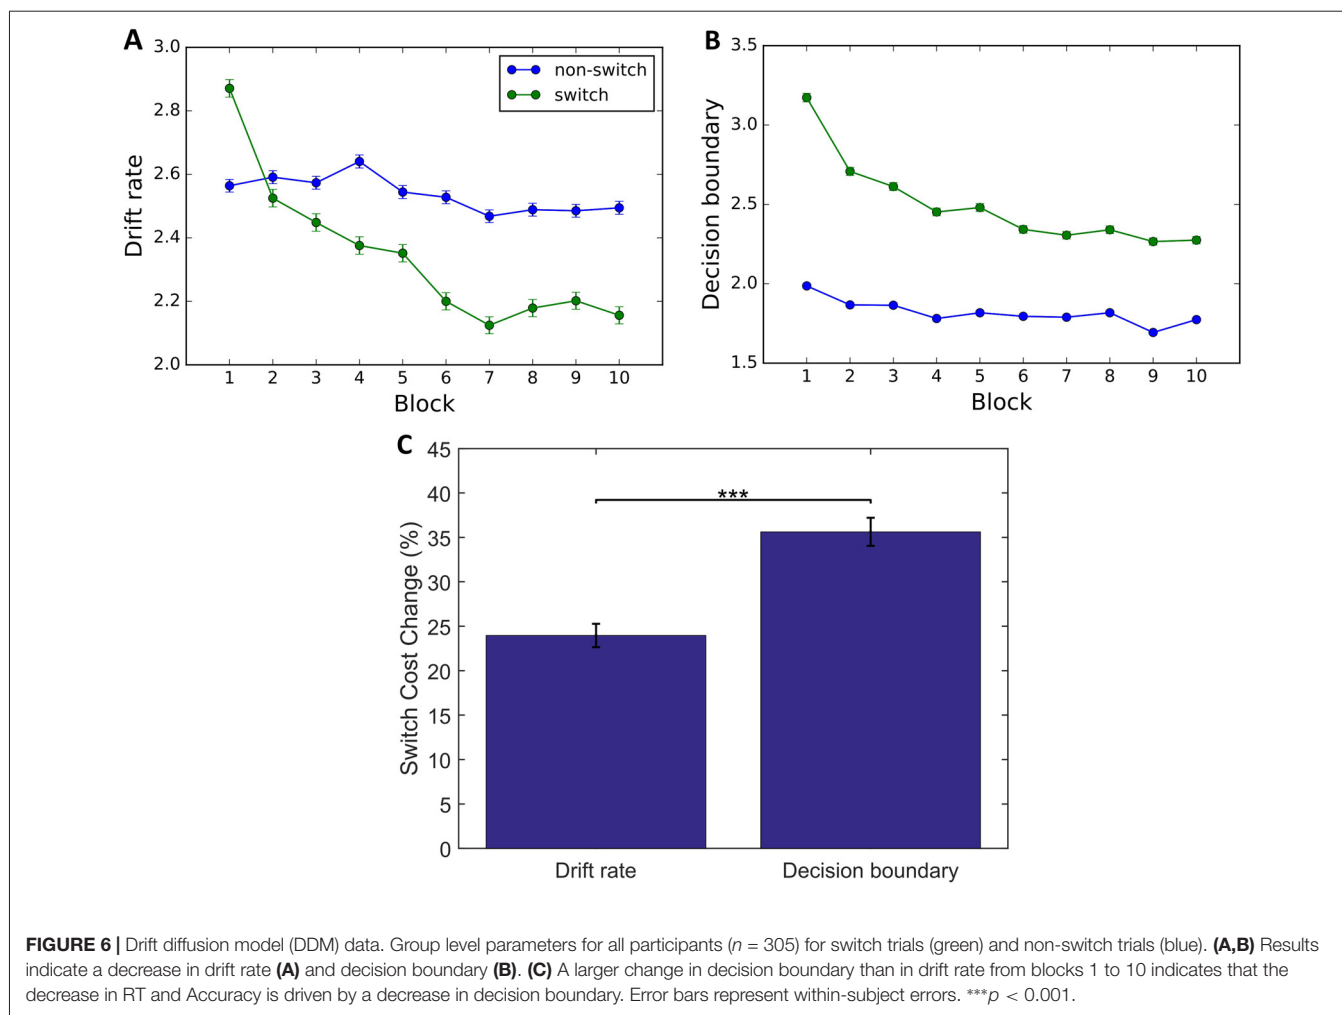 A
3.0
2.8
2.6
2.4
2.2
2.0
Drift rate
non-switch
switch
1 2 3 4 5 6 7 8 9 10
Block
B
3.5
3.0
2.5
2.0
1.5
Decision boundary
1 2 3 4 5 6 7 8 9 10
Block
C
45
40
35
30
25
20
15
10
5
0
Switch Cost Change (%)
***
Drift rate Decision boundary
FIGURE 6 | Drift diffusion model (DDM) data. Group level parameters for all participants (n = 305) for switch trials (green) and non-switch trials (blue). (A,B) Results
indicate a decrease in drift rate (A) and decision boundary (B). (C) A larger change in decision boundary than in drift rate from blocks 1 to 10 indicates that the
decrease in RT and Accuracy is driven by a decrease in decision boundary. Error bars represent within-subject errors. ***p < 0.001.